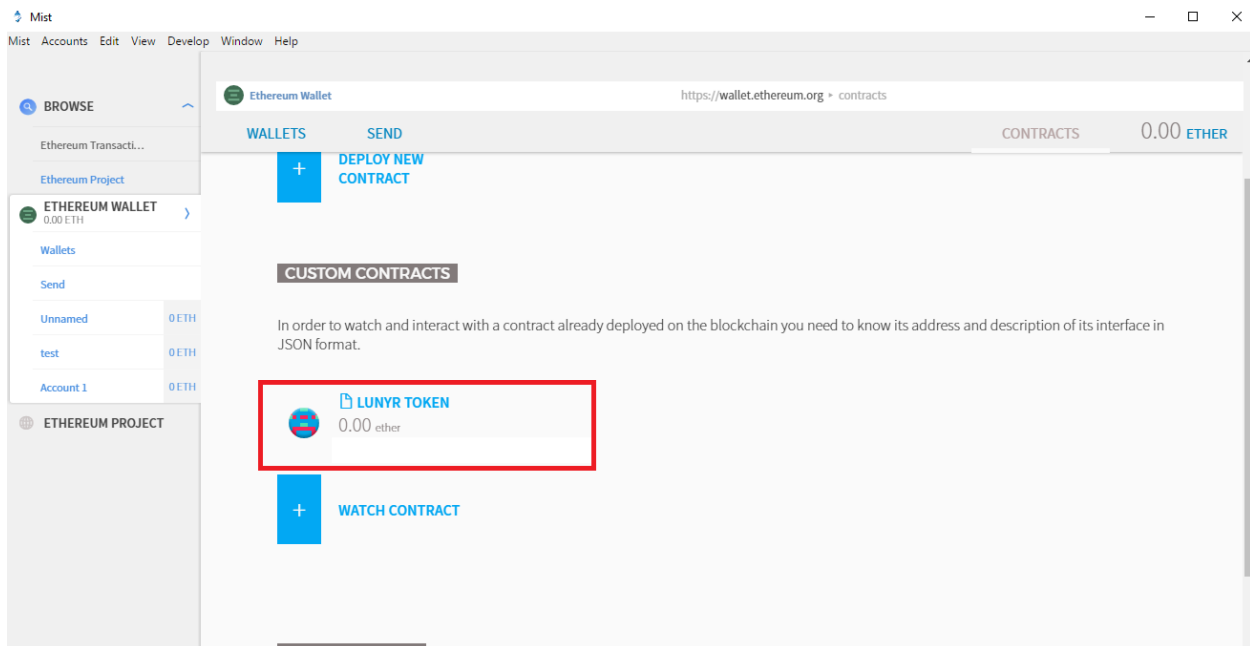 Mist
Mist Accounts Edit View Develop Window Help
BROWSE
Ethereum Transacti...
Ethereum Project
ETHEREUM WALLET
0.00 ETH
Wallets
Send
Unnamed 0 ETH
test 0 ETH
Account 1 0 ETH
ETHEREUM PROJECT
Ethereum Wallet https://wallet.ethereum.org ▸ contracts
WALLETS SEND CONTRACTS 0.00 ETHER
+ DEPLOY NEW
CONTRACT
CUSTOM CONTRACTS
In order to watch and interact with a contract already deployed on the blockchain you need to know its address and description of its interface in
JSON format.
LUNYR TOKEN
0.00 ether
+ WATCH CONTRACT